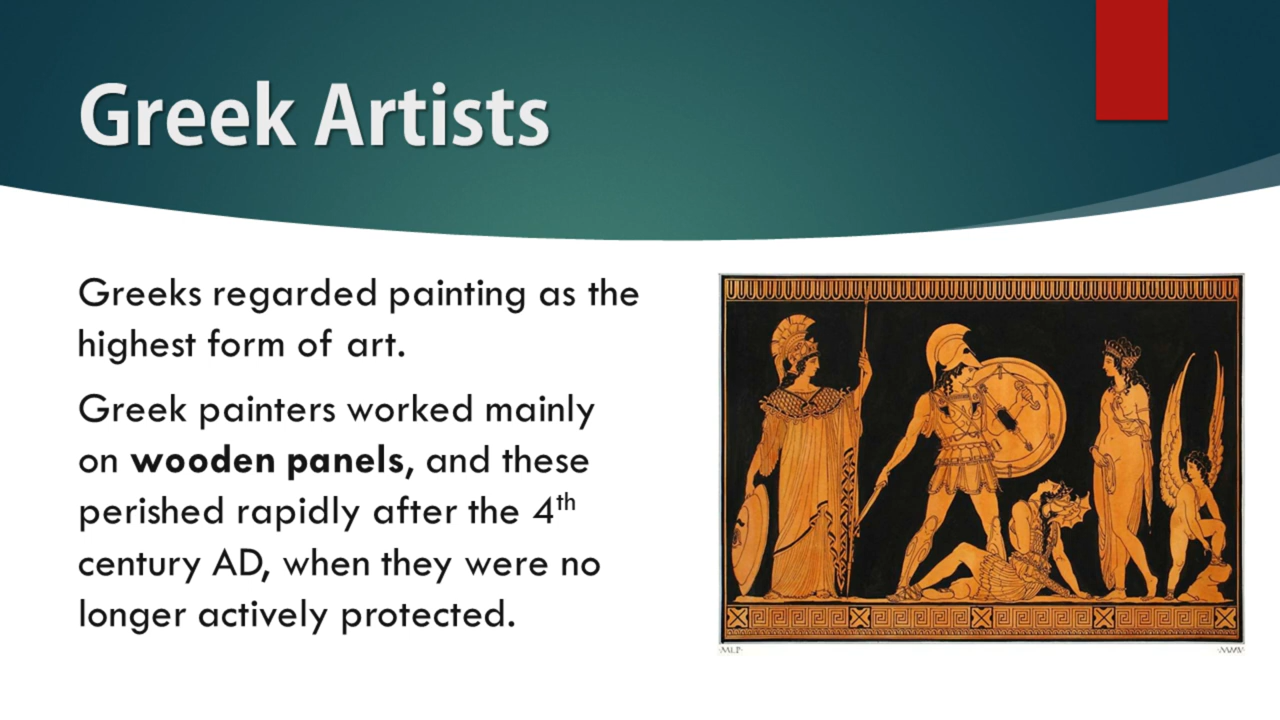 Greek Artists
Greeks regarded painting as the
highest form of art.
Greek painters worked mainly
on wooden panels, and these
perished rapidly after the 4th
century AD, when they were no
longer actively protected.
·MLP·